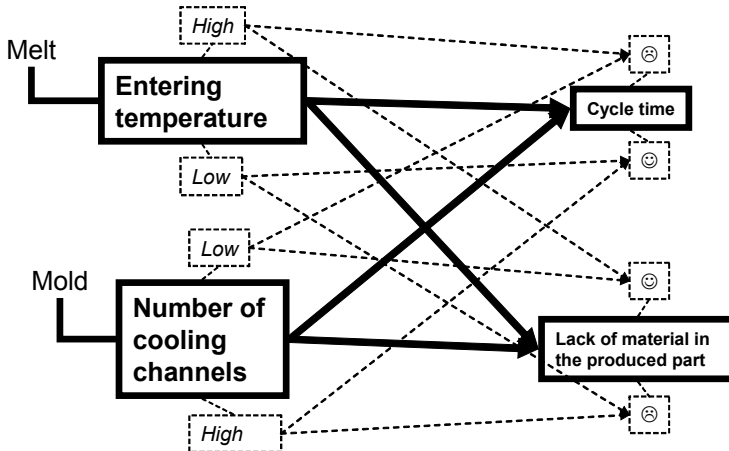 High
Melt
Entering
temperature
☹
Cycle time
Low
☺
Low
Mold
Number of
cooling
channels
☺
Lack of material in
the produced part
High
☹